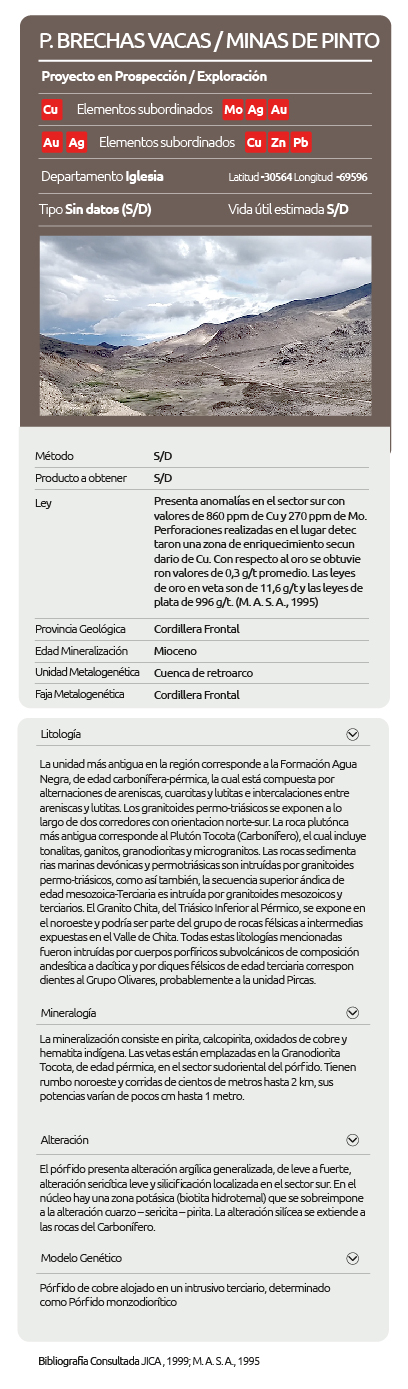 P. BRECHAS VACAS / MINAS DE PINTO
Proyecto en Prospección / Exploración
Cu Elementos subordinados Mo Ag Au
Au Ag Elementos subordinados Cu Zn Pb
Departamento Iglesia Latitud -30564 Longitud -69596
Tipo Sin datos (S/D) Vida útil estimada S/D
Método S/D
Producto a obtener S/D
Ley Presenta anomalías en el sector sur con
valores de 860 ppm de Cu y 270 ppm de Mo.
Perforaciones realizadas en el lugar detec
taron una zona de enriquecimiento secun
dario de Cu. Con respecto al oro se obtuvie
ron valores de 0,3 g/t promedio. Las leyes
de oro en veta son de 11,6 g/t y las leyes de
plata de 996 g/t. (M. A. S. A., 1995)
Provincia Geológica Cordillera Frontal
Edad Mineralización Mioceno
Unidad Metalogenética Cuenca de retroarco
Faja Metalogenética Cordillera Frontal
Litología
La unidad más antigua en la región corresponde a la Formación Agua
Negra, de edad carbonífera-pérmica, la cual está compuesta por
alternaciones de areniscas, cuarcitas y lutitas e intercalaciones entre
areniscas y lutitas. Los granitoides permo-triásicos se exponen a lo
largo de dos corredores con orientacion norte-sur. La roca plutónca
más antigua corresponde al Plutón Tocota (Carbonífero), el cual incluye
tonalitas, ganitos, granodioritas y microgranitos. Las rocas sedimenta
rias marinas devónicas y permotriásicas son intruídas por granitoides
permo-triásicos, como así también, la secuencia superior ándica de
edad mesozoica-Terciaria es intruída por granitoides mesozoicos y
terciarios. El Granito Chita, del Triásico Inferior al Pérmico, se expone en
el noroeste y podría ser parte del grupo de rocas félsicas a intermedias
expuestas en el Valle de Chita. Todas estas litologías mencionadas
fueron intruídas por cuerpos porfíricos subvolcánicos de composición
andesítica a dacítica y por diques félsicos de edad terciaria correspon
dientes al Grupo Olivares, probablemente a la unidad Pircas.
Mineralogía
La mineralización consiste en pirita, calcopirita, oxidados de cobre y
hematita indígena. Las vetas están emplazadas en la Granodiorita
Tocota, de edad pérmica, en el sector sudoriental del pórfido. Tienen
rumbo noroeste y corridas de cientos de metros hasta 2 km, sus
potencias varían de pocos cm hasta 1 metro.
Alteración
El pórfido presenta alteración argílica generalizada, de leve a fuerte,
alteración sericítica leve y silicificación localizada en el sector sur. En el
núcleo hay una zona potásica (biotita hidrotemal) que se sobreimpone
a la alteración cuarzo – sericita – pirita. La alteración silícea se extiende a
las rocas del Carbonífero.
Modelo Genético
Pórfido de cobre alojado en un intrusivo terciario, determinado
como Pórfido monzodiorítico
Bibliografía Consultada JICA , 1999; M. A. S. A., 1995